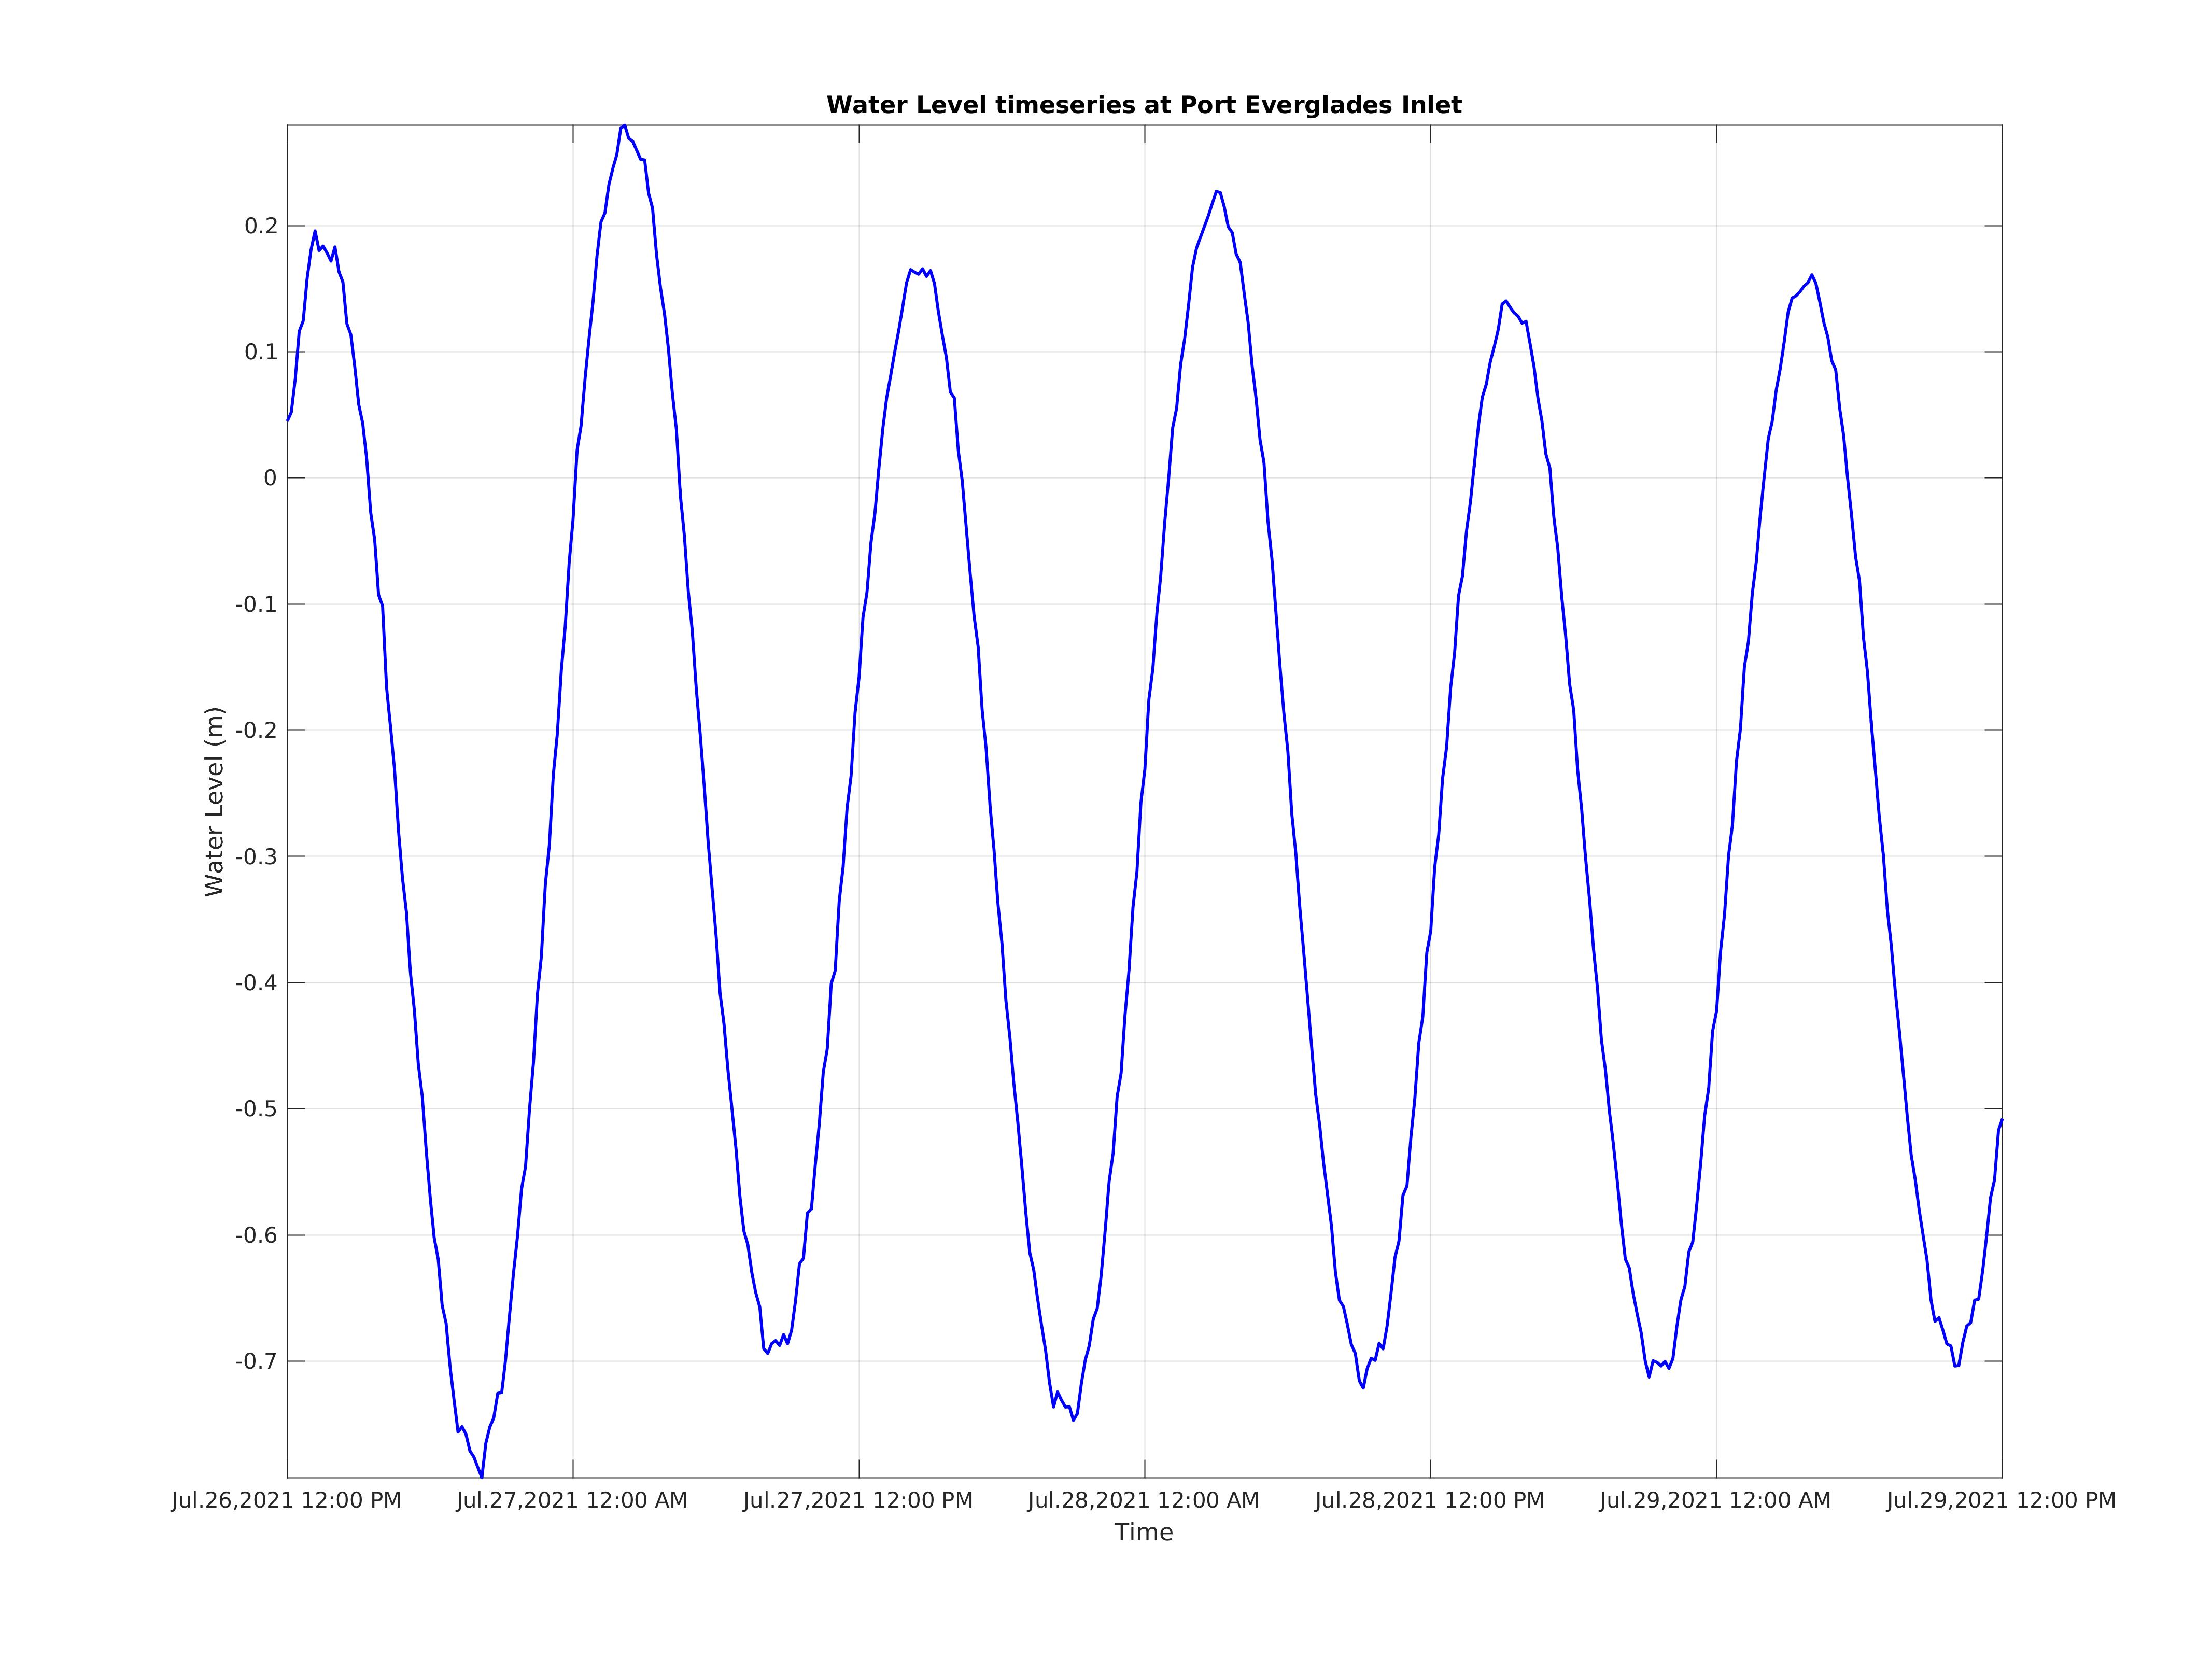 Water Level timeseries at Port Everglades Inlet
0.2
0.1
0
-0.1
-0.2
-0.3
-0.4
-0.5
-0.6
-0.7
Water Level (m)
Jul.26,2021 12:00 PM
Jul.27,2021 12:00 AM
Jul.27,2021 12:00 PM
Jul.28,2021 12:00 AM
Jul.28,2021 12:00 PM
Jul.29,2021 12:00 AM
Jul.29,2021 12:00 PM
Time